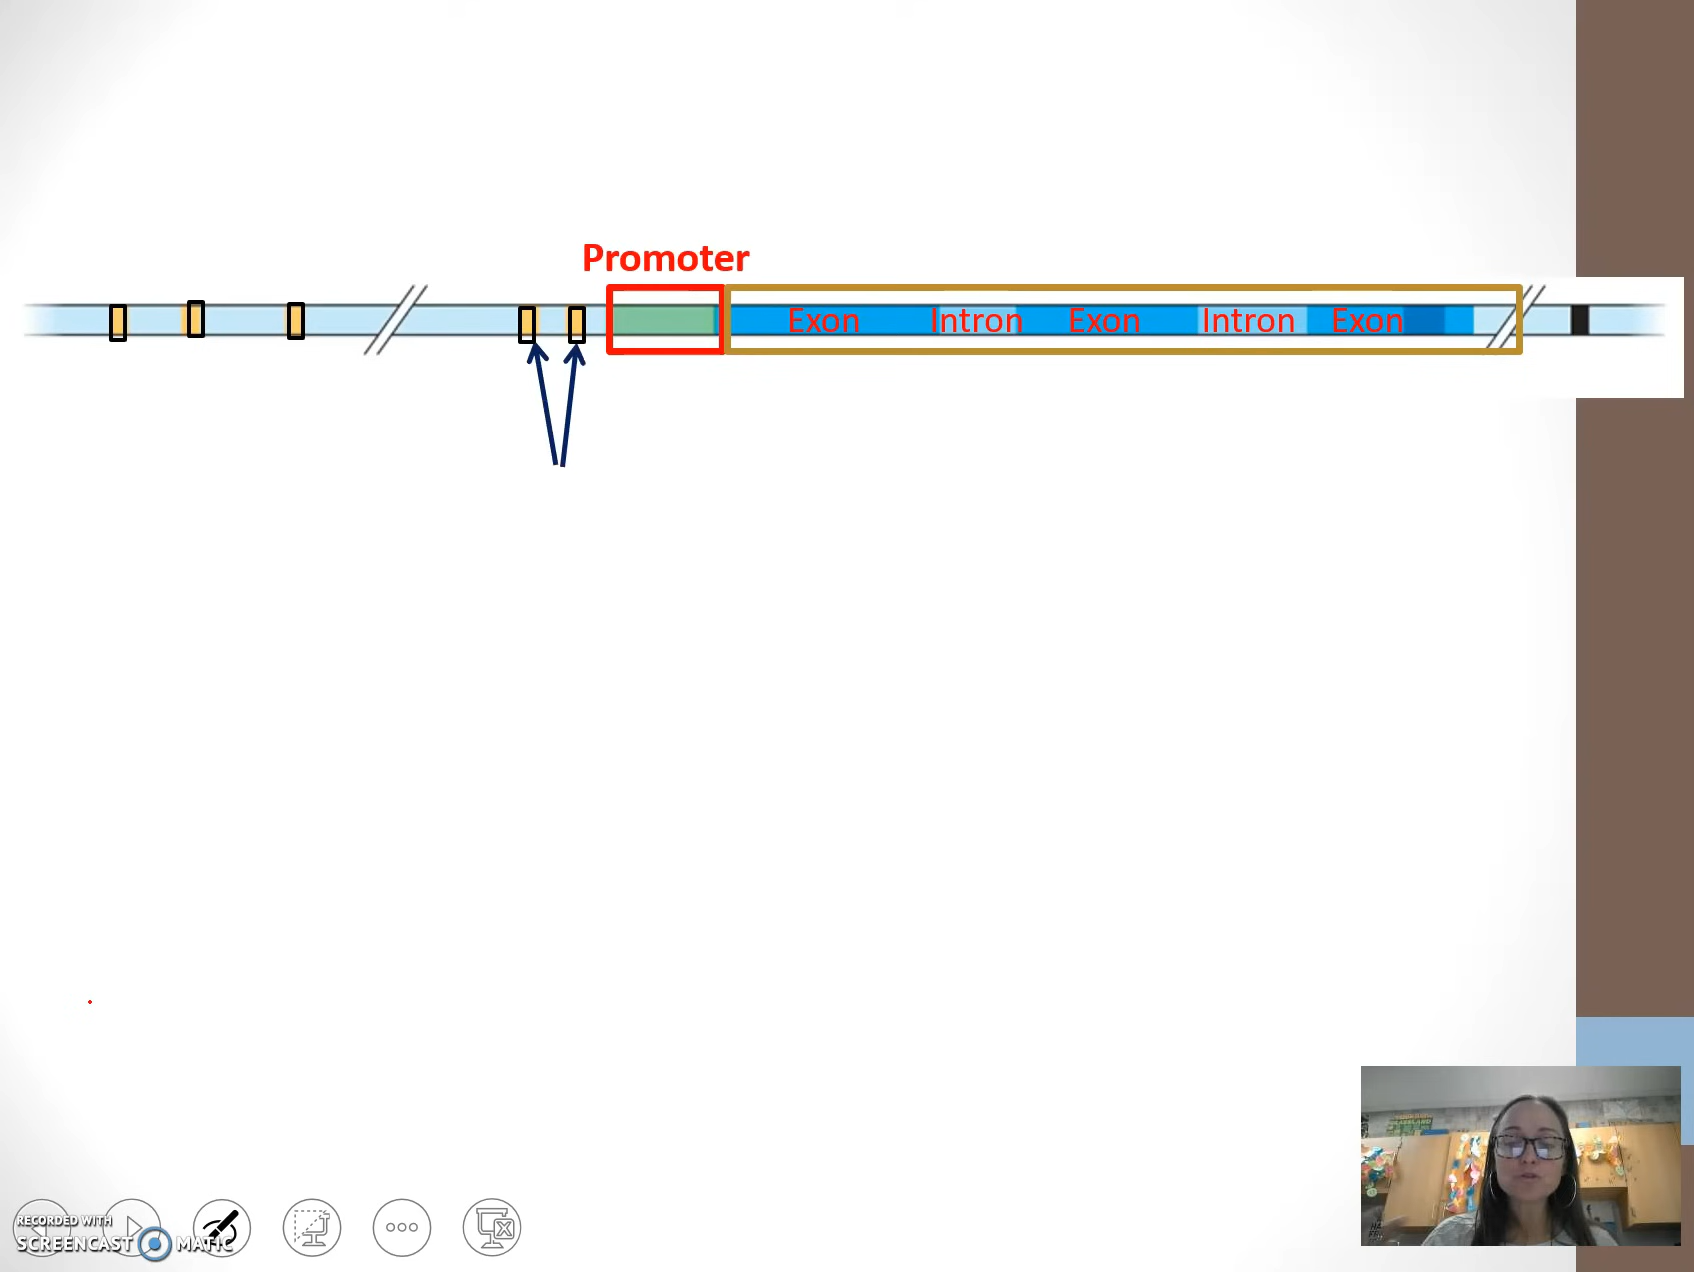 Promoter
Exon Intron Exon Intron Exon
RECORDED WITH
SCREENCAST MATIC